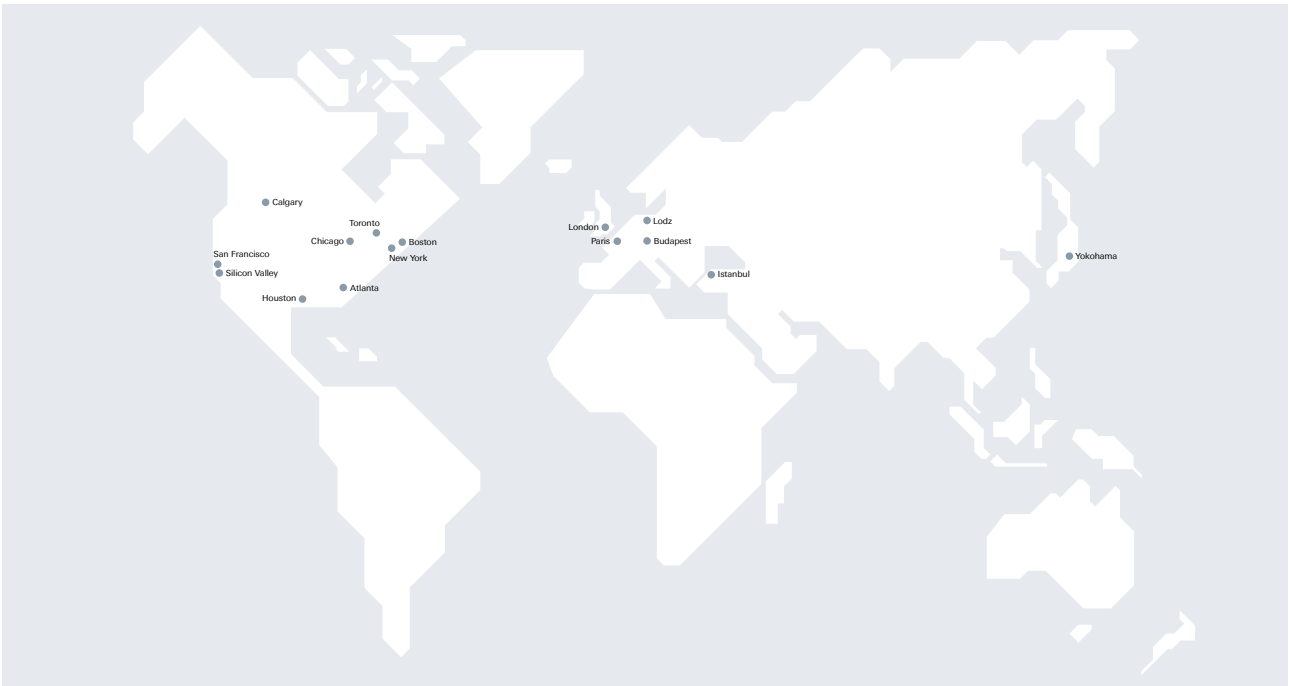 Calgary
Toronto
Chicago
Boston
New York
San Francisco
Silicon Valley
Atlanta
Houston
London
Lodz
Paris
Budapest
Istanbul
Yokohama